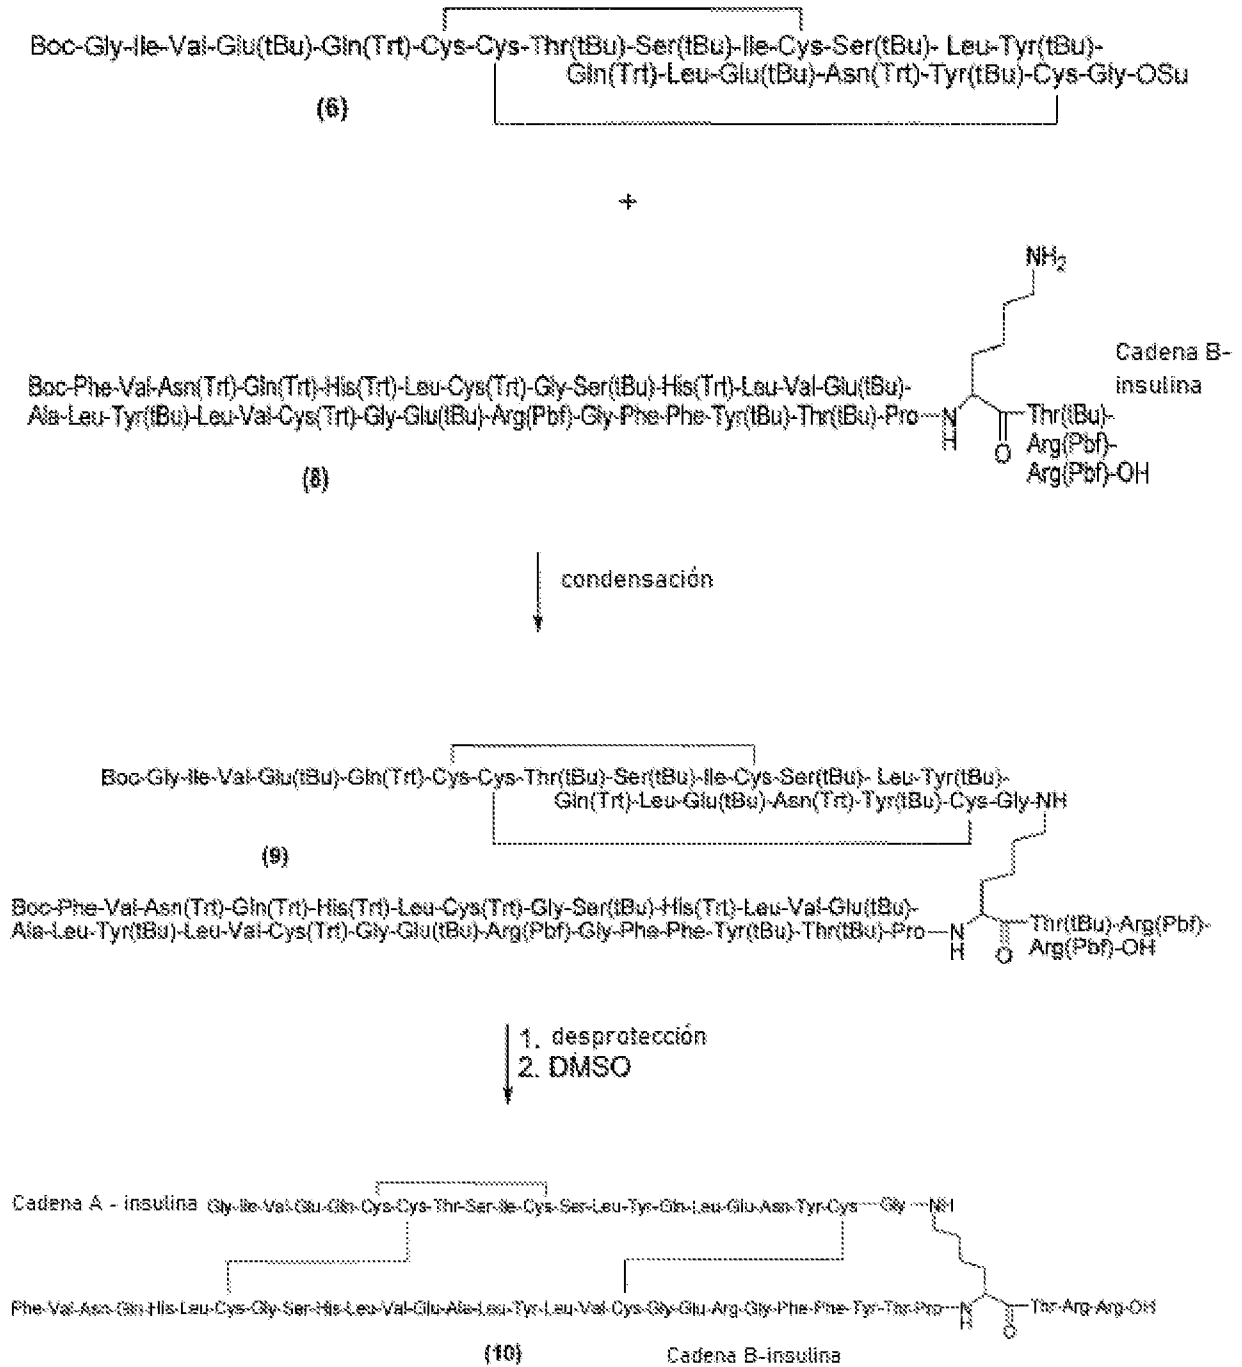 Boc-Gly-Ile-Val-Glu(tBu)-Gln(Trt)-Cys-Cys-Thr(tBu)-Ser(tBu)-Ile-Cys-Ser(tBu)- Leu-Tyr(tBu)-
Gln(Trt)-Leu-Glu(tBu)-Asn(Trt)-Tyr(tBu)-Cys-Gly-OSu
(6)
+
NH2
Cadena B-
insulina
Boc-Phe-Val-Asn(Trt)-Gln(Trt)-His(Trt)-Leu-Cys(Trt)-Gly-Ser(tBu)-His(Trt)-Leu-Val-Glu(tBu)-
Ala-Leu-Tyr(tBu)-Leu-Val-Cys(Trt)-Gly-Glu(tBu)-Arg(Pbf)-Gly-Phe-Phe-Tyr(tBu)-Thr(tBu)-Pro
N
H
O
Thr(tBu)-
Arg(Pbf)-
Arg(Pbf)-OH
(8)
condensación
Boc-Gly-Ile-Val-Glu(tBu)-Gln(Trt)-Cys-Cys-Thr(tBu)-Ser(tBu)-Ile-Cys-Ser(tBu)- Leu-Tyr(tBu)-
Gln(Trt)-Leu-Glu(tBu)-Asn(Trt)-Tyr(tBu)-Cys-Gly-NH
(9)
Boc-Phe-Val-Asn(Trt)-Gln(Trt)-His(Trt)-Leu-Cys(Trt)-Gly-Ser(tBu)-His(Trt)-Leu-Val-Glu(tBu)-
Ala-Leu-Tyr(tBu)-Leu-Val-Cys(Trt)-Gly-Glu(tBu)-Arg(Pbf)-Gly-Phe-Phe-Tyr(tBu)-Thr(tBu)-Pro
N
H
O
Thr(tBu)-Arg(Pbf)-
Arg(Pbf)-OH
1. desprotección
2. DMSO
Cadena A - insulina Gly-Ile-Val-Glu-Gln-Cys-Cys-Thr-Ser-Ile-Cys-Ser-Leu-Tyr-Gln-Leu-Glu-Asn-Tyr-Cys-Gly-NH
Phe-Val-Asn-Gln-His-Leu-Cys-Gly-Ser-His-Leu-Val-Glu-Ala-Leu-Tyr-Leu-Val-Cys-Gly-Glu-Arg-Gly-Phe-Phe-Tyr-Thr-Pro
N
H
O
Thr-Arg-Arg-OH
(10)
Cadena B-insulina